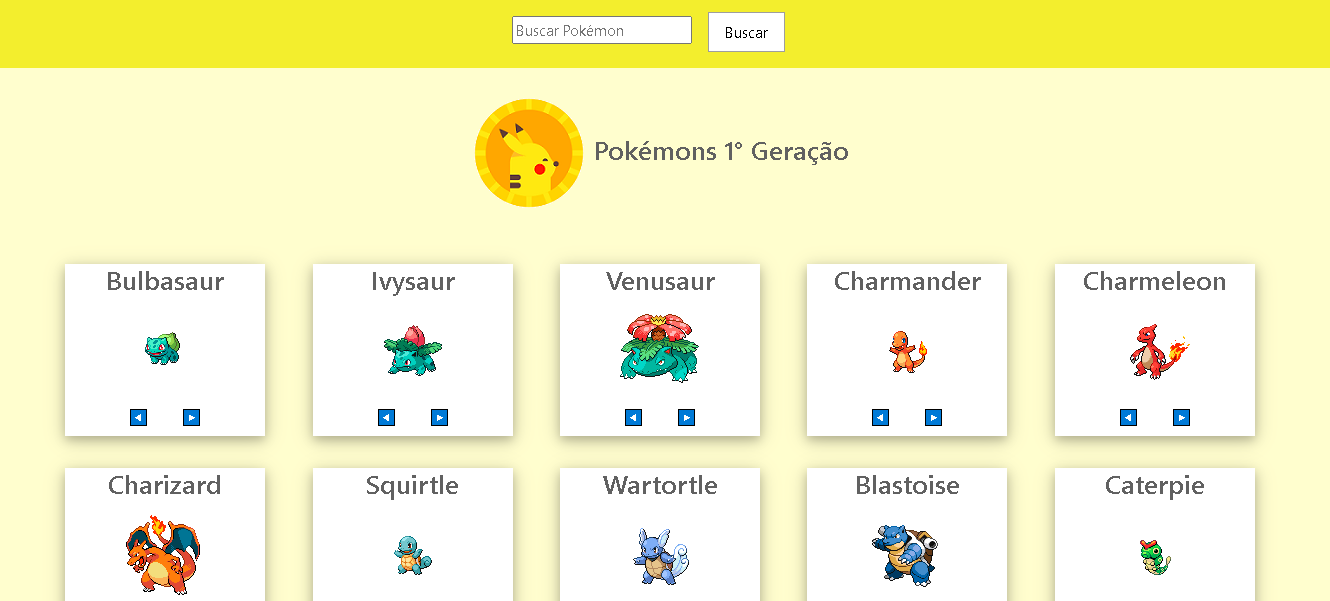 Buscar Pokémon
Buscar
Pokémons 1° Geração
Bulbasaur
Ivysaur
Venusaur
Charmander
Charmeleon
Charizard
Squirtle
Wartortle
Blastoise
Caterpie